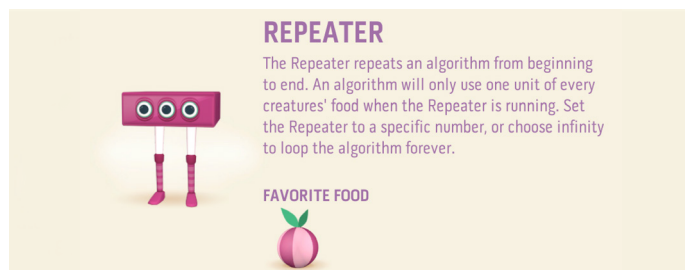 REPEATER
The Repeater repeats an algorithm from beginning
to end. An algorithm will only use one unit of every
creatures' food when the Repeater is running. Set
the Repeater to a specific number, or choose infinity
to loop the algorithm forever.
FAVORITE FOOD